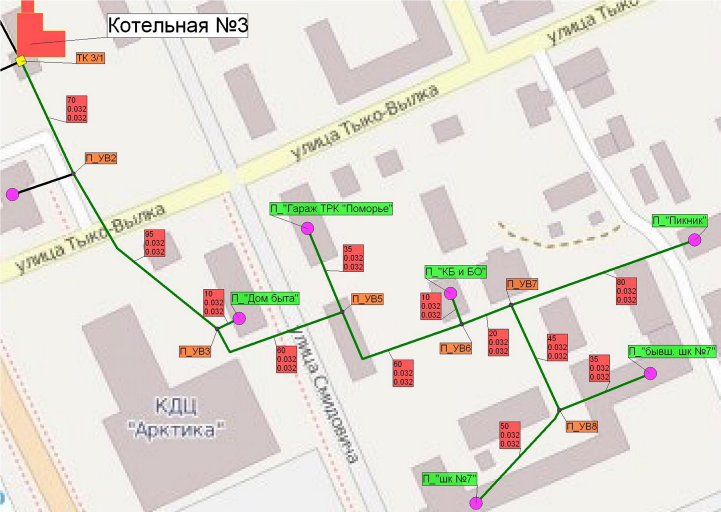 Котельная №3
улица Тыко-Вылка
ТК 3/1
70
0.032
0.032
улица Тыко-Вылка
П_УВ2
П_"Гараж ТРК "Поморье"
П_"Пикник"
улица Тыко-Вылка
95
0.032
0.032
35
0.032
0.032
П_"КБ и БО"
П_УВ7
80
0.032
0.032
10
0.032
0.032
П_"Дом быта"
П_УВ5
10
0.032
0.032
П_УВ3
60
0.032
0.032
улица Смидовича
П_УВ6
20
0.032
0.032
45
0.032
0.032
П_"бывш. шк №7"
60
0.032
0.032
35
0.032
0.032
КДЦ
"Арктика"
50
0.032
0.032
П_УВ8
П_"шк №7"